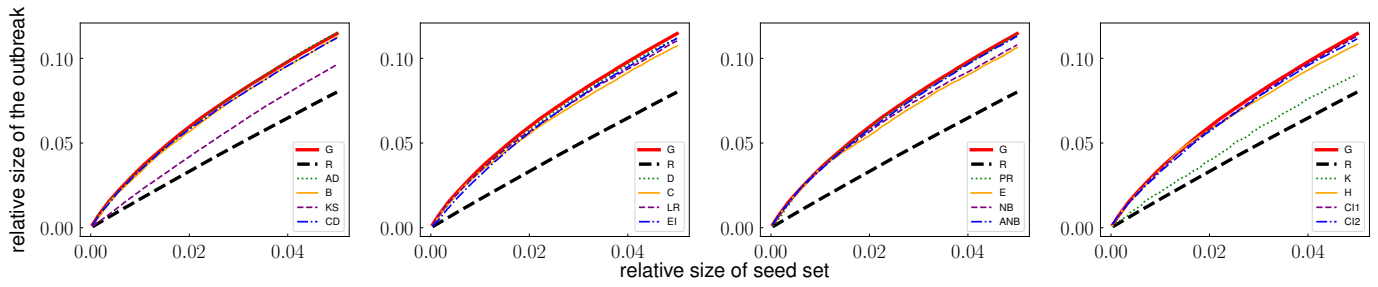 relative size of the outbreak
0.10
0.05
0.00
0.00 0.02 0.04
G
R
AD
B
KS
CD
0.10
0.05
0.00
0.00 0.02 0.04
G
R
D
C
LR
EI
0.10
0.05
0.00
0.00 0.02 0.04
G
R
PR
E
NB
ANB
0.10
0.05
0.00
0.00 0.02 0.04
G
R
K
H
CI1
CI2
relative size of seed set